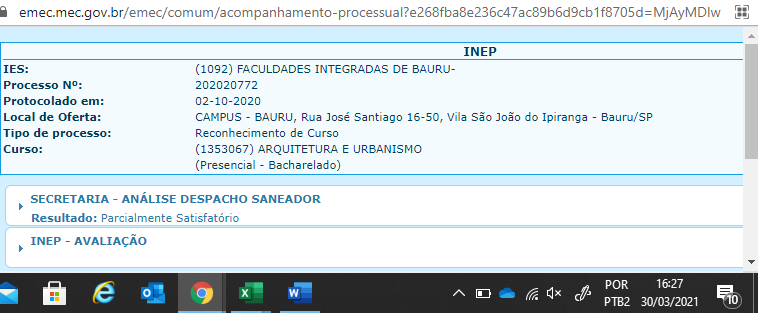 emec.mec.gov.br/emec/comum/acompanhamento-processual?e268fba8e236c47ac89b6d9cb1f8705d=MjAyMDIw
INEP
IES: (1092) FACULDADES INTEGRADAS DE BAURU-
Processo Nº: 202020772
Protocolado em: 02-10-2020
Local de Oferta: CAMPUS - BAURU, Rua José Santiago 16-50, Vila São João do Ipiranga - Bauru/SP
Tipo de processo: Reconhecimento de Curso
Curso: (1353067) ARQUITETURA E URBANISMO
(Presencial - Bacharelado)
SECRETARIA - ANÁLISE DESPACHO SANEADOR
Resultado: Parcialmente Satisfatório
INEP - AVALIAÇÃO
POR 16:27
PTB2 30/03/2021 10